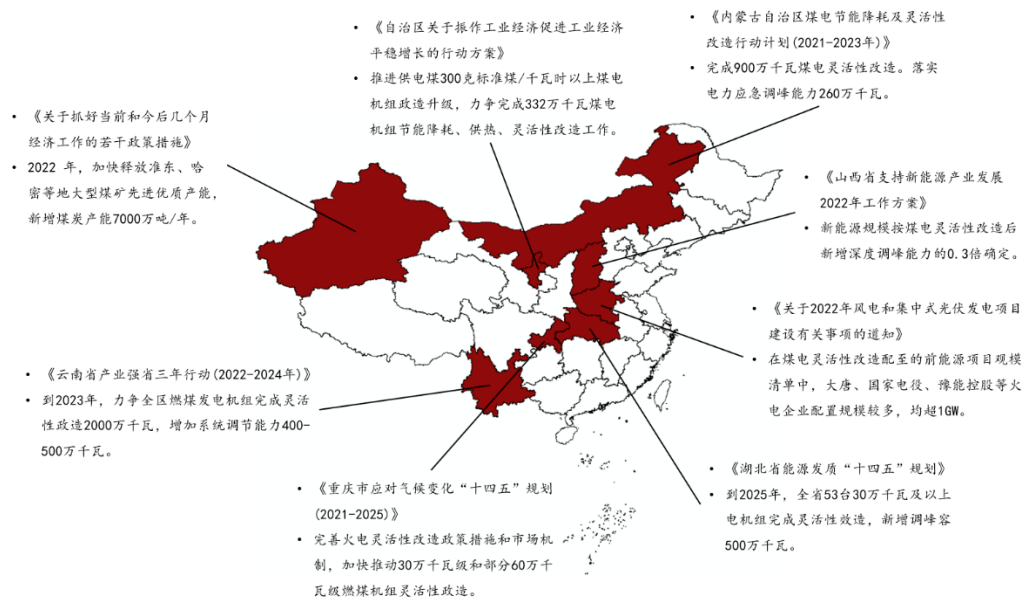 • 《自治区关于振作工业经济促进工业经济
平稳增长的行动方案》
• 推进供电煤300克标准煤/千瓦时以上煤电
机组政造升级，力争完成332万千瓦煤电
机组节能降耗、供热、灵活性改造工作。
• 《内蒙古自治区煤电节能降耗及灵活性
改造行动计划(2021-2023年)》
• 完成900万千瓦煤电灵活性改造。落实
电力应急调峰能力260万千瓦。
• 《关于抓好当前和今后几个月
经济工作的若干政策措施》
• 2022 年，加快释放准东、哈
密等地大型煤矿先进优质产能，
新增煤炭产能7000万吨/年。
• 《山西省支持新能源产业发展
2022年工作方案》
• 新能源规模按煤电灵活性改造后
新增深度调峰能力的0.3倍确定。
• 《关于2022年风电和集中式光伏发电项目
建设有关事项的道知》
• 在煤电灵活性改造配至的前能源项目观模
清单中，大唐、国家电役、豫能控股等火
电企业配置规模较多，均超1GW。
• 《云南省产业强省三年行动(2022-2024年)》
• 到2023年，力争全区燃煤发电机组完成灵活
性改造2000万千瓦，增加系统调节能力400-
500万千瓦。
• 《重庆市应对气候变化“十四五”规划
(2021-2025)》
• 完善火电灵活性改造政策措施和市场机
制，加快推动30万千瓦级和部分60万千
瓦级燃煤机组灵活性政造。
• 《湖北省能源发质“十四五”规划》
• 到2025年，全省53台30万千瓦及以上
电机组完成灵活性效造，新增调峰容
500万千瓦。